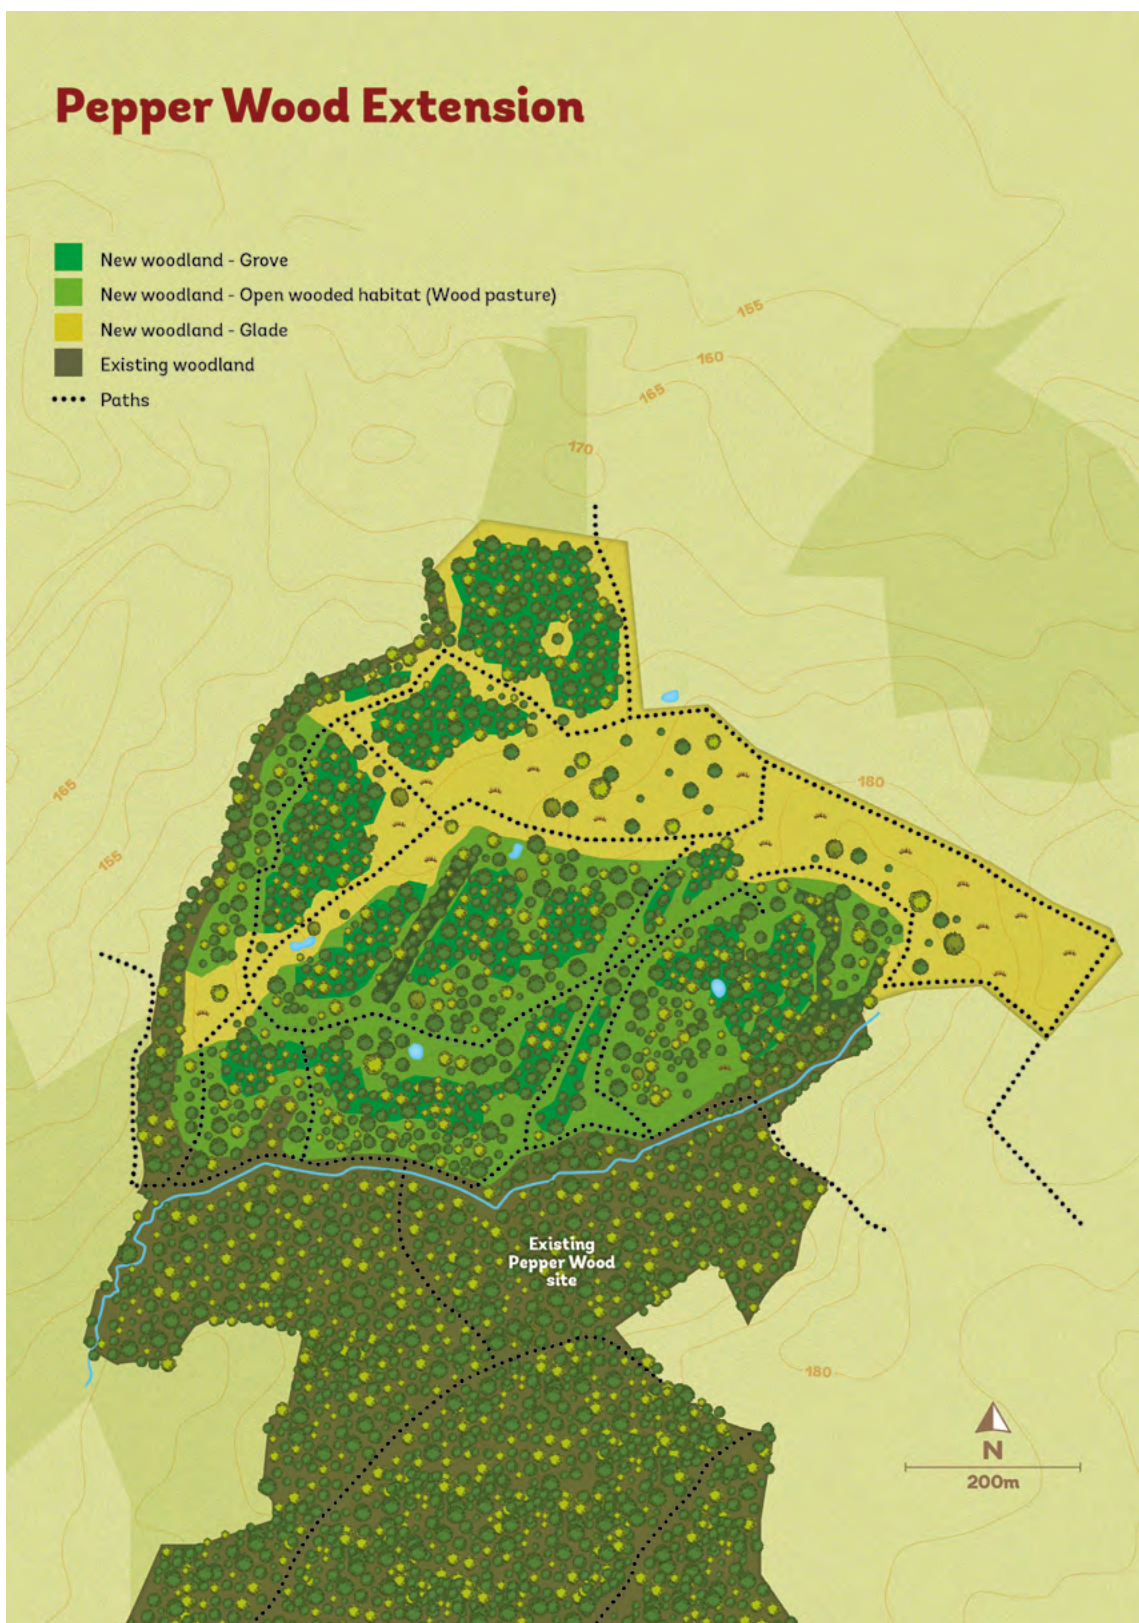 Pepper Wood Extension
New woodland - Grove
New woodland - Open wooded habitat (Wood pasture)
New woodland - Glade
Existing woodland
Paths
155
160
165
170
180
165
155
Existing
Pepper Wood
site
180
N
200m